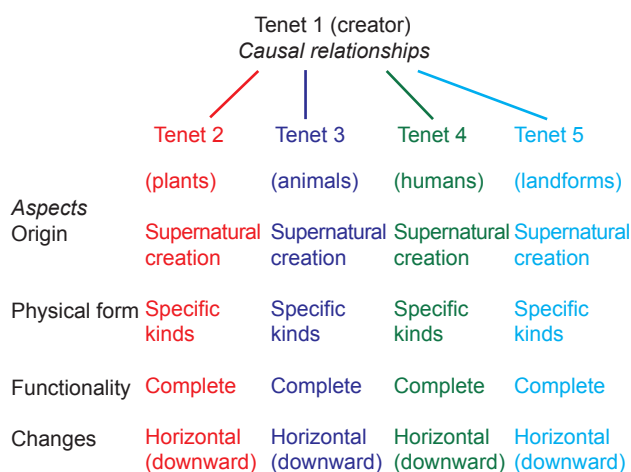 Tenet 1 (creator)
Causal relationships
Tenet 2 Tenet 3 Tenet 4 Tenet 5
(plants) (animals) (humans) (landforms)
Aspects
Origin Supernatural Supernatural Supernatural Supernatural
creation creation creation creation
Physical form Specific Specific Specific Specific
kinds kinds kinds kinds
Functionality Complete Complete Complete Complete
Changes Horizontal Horizontal Horizontal Horizontal
(downward) (downward) (downward) (downward)